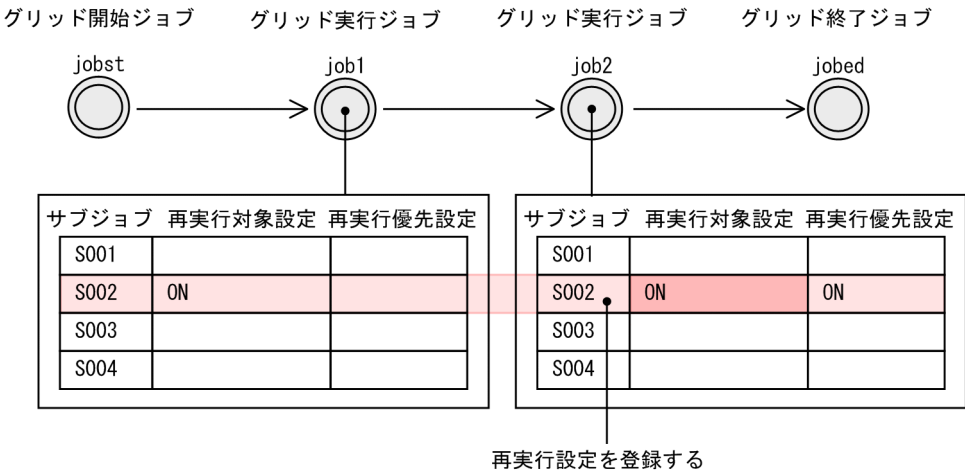 グリッド開始ジョブ グリッド実行ジョブ グリッド実行ジョブ グリッド終了ジョブ
jobst job1 job2 jobed
サブジョブ 再実行対象設定 再実行優先設定 サブジョブ 再実行対象設定 再実行優先設定
S001 S001
S002 ON S002 ON ON
S003 S003
S004 S004
再実行設定を登録する